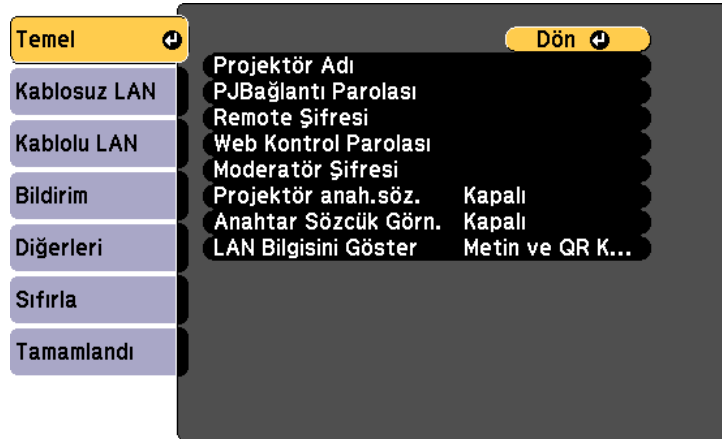 Temel
Kablosuz LAN
Kablolu LAN
Bildirim
Diğerleri
Sıfırla
Tamamlandı
Dön
Projektör Adı
PJBağlantı Parolası
Remote Şifresi
Web Kontrol Parolası
Moderatör Şifresi
Projektör anah.söz. Kapalı
Anahtar Sözcük Görn. Kapalı
LAN Bilgisini Göster Metin ve QR K...